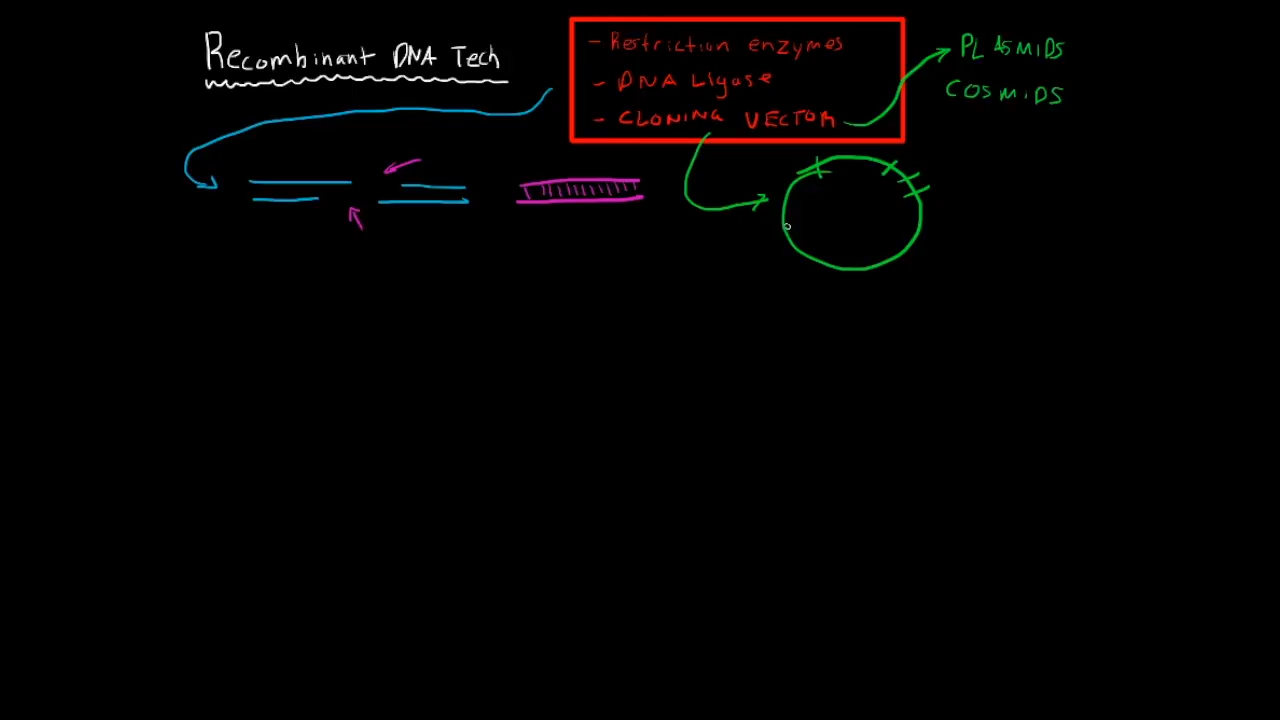 Recombinant DNA Tech
- Restriction enzymes
- DNA Ligase
- CLONING VECTOR
PLASMIDS
COSMIDS